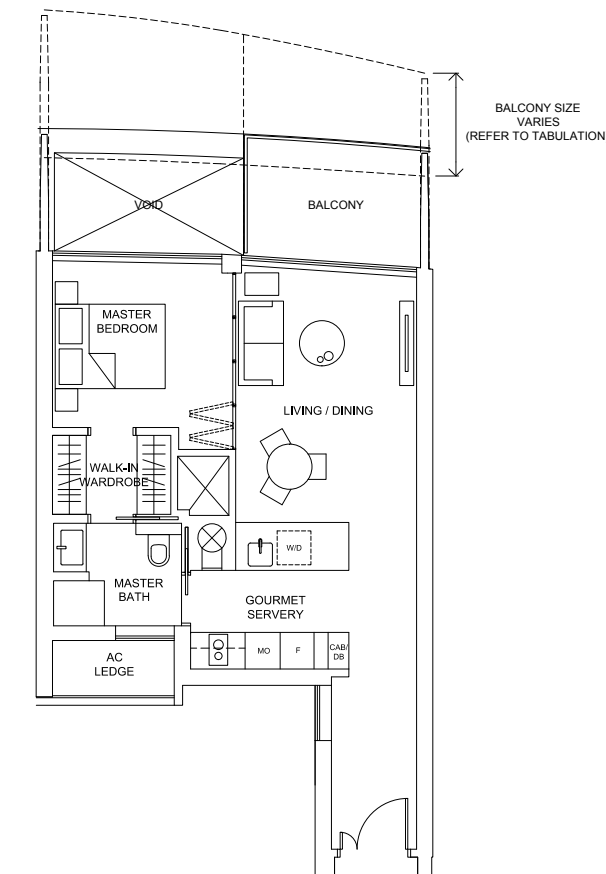 BALCONY SIZE
VARIES
(REFER TO TABULATION
VOID
BALCONY
MASTER
BEDROOM
LIVING / DINING
WALK-IN
WARDROBE
W/D
MASTER
BATH
GOURMET
SERVERY
AC
LEDGE
MO
F
CAB/
DB